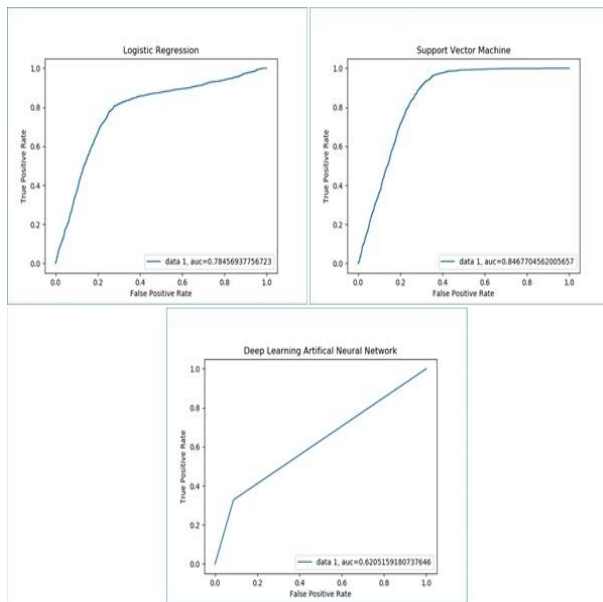 Logistic Regression
1.0
0.8
0.6
0.4
0.2
0.0
True Positive Rate
data 1, auc=0.78456937756723
0.0 0.2 0.4 0.6 0.8 1.0
False Positive Rate
Support Vector Machine
1.0
0.8
0.6
0.4
0.2
0.0
True Positive Rate
data 1, auc=0.8467704562005657
0.0 0.2 0.4 0.6 0.8 1.0
False Positive Rate
Deep Learning Artifical Neural Network
1.0
0.8
0.6
0.4
0.2
0.0
True Positive Rate
data 1, auc=0.6205159180737646
0.0 0.2 0.4 0.6 0.8 1.0
False Positive Rate